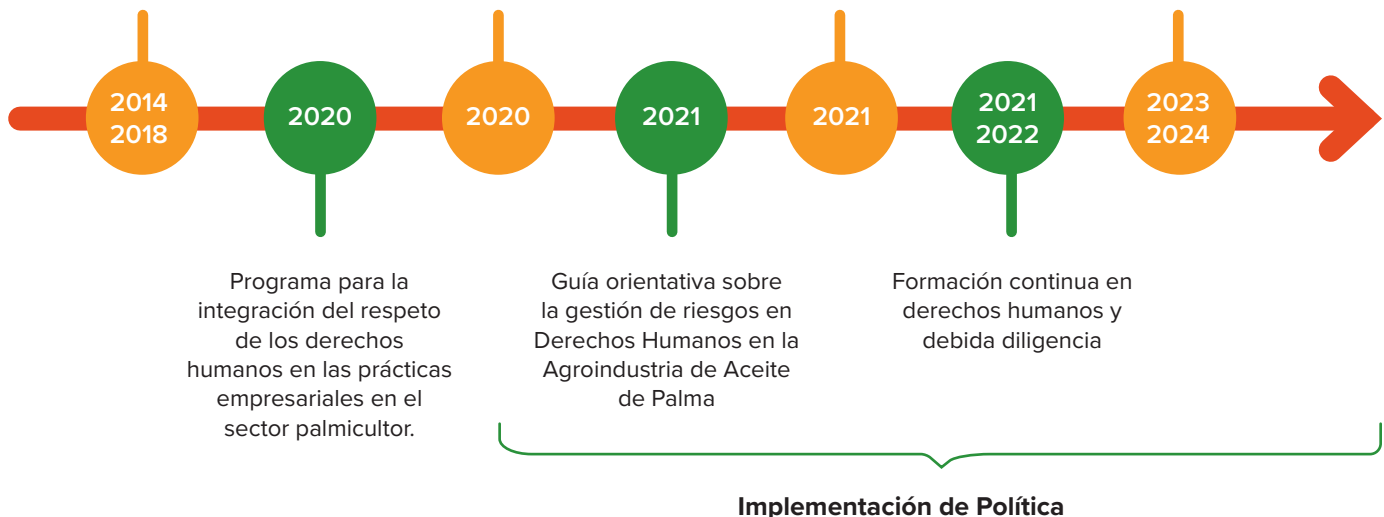 2014
2018
2020
2020
2021
2021
2021
2022
2023
2024
Programa para la
integración del respeto
de los derechos
humanos en las prácticas
empresariales en el
sector palmicultor.
Guía orientativa sobre
la gestión de riesgos en
Derechos Humanos en la
Agroindustria de Aceite
de Palma
Formación continua en
derechos humanos y
debida diligencia
Implementación de Política